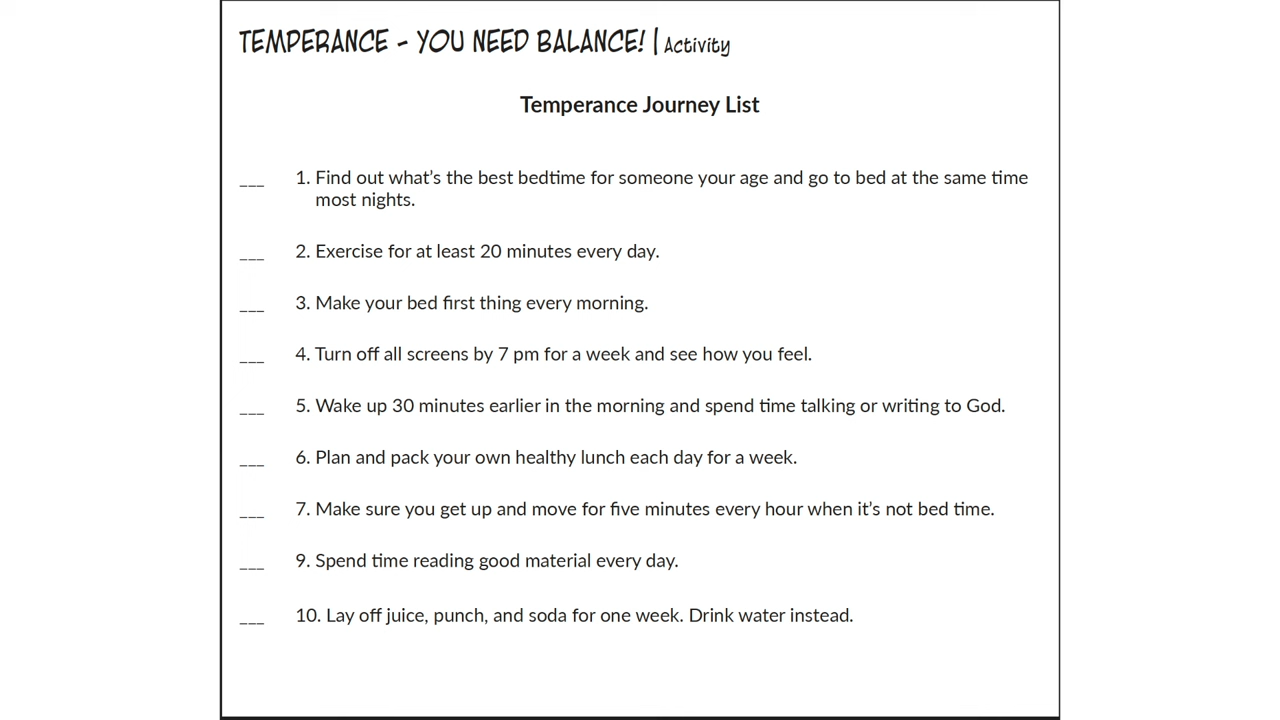 TEMPERANCE - YOU NEED BALANCE! | Activity
Temperance Journey List
___ 1. Find out what's the best bedtime for someone your age and go to bed at the same time
most nights.
___ 2. Exercise for at least 20 minutes every day.
___ 3. Make your bed first thing every morning.
___ 4. Turn off all screens by 7 pm for a week and see how you feel.
___ 5. Wake up 30 minutes earlier in the morning and spend time talking or writing to God.
___ 6. Plan and pack your own healthy lunch each day for a week.
___ 7. Make sure you get up and move for five minutes every hour when it's not bed time.
___ 9. Spend time reading good material every day.
___ 10. Lay off juice, punch, and soda for one week. Drink water instead.